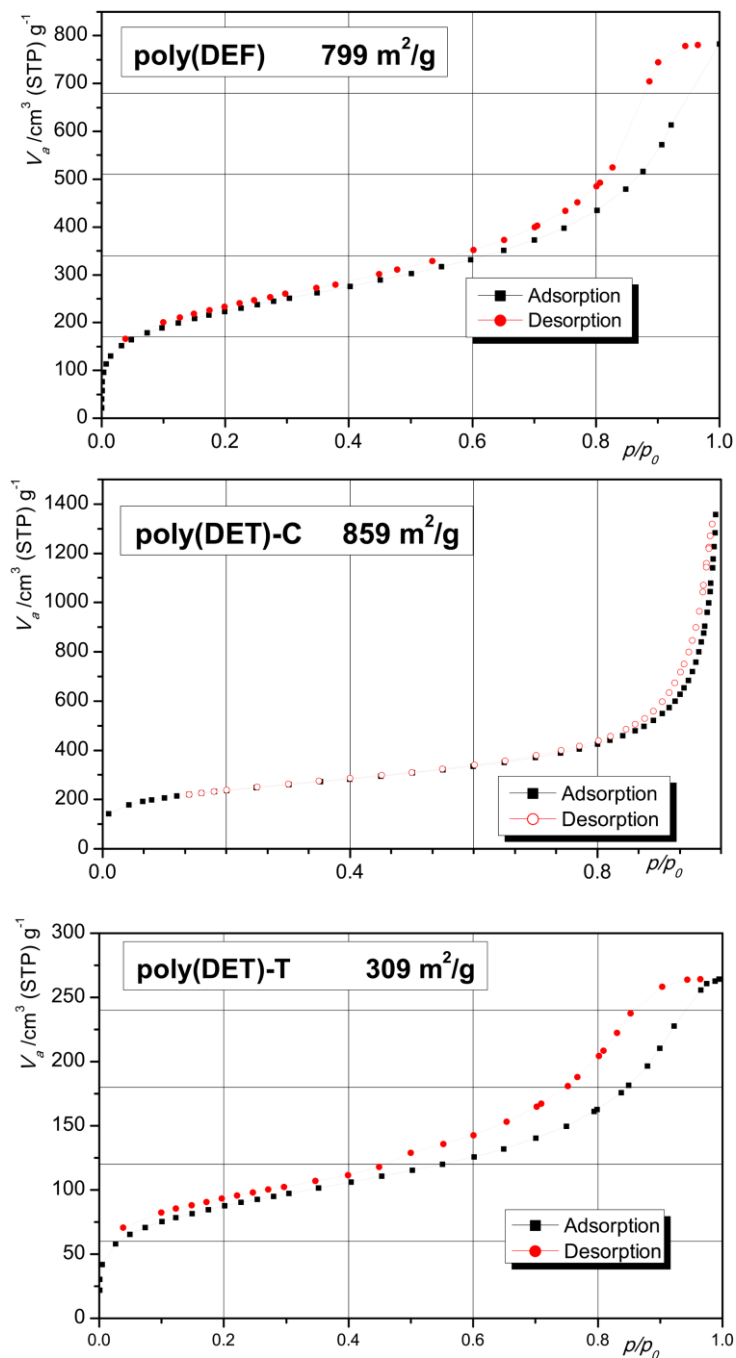 poly(DEF) 799 m²/g
Vₐ /cm³ (STP) g⁻¹
800
700
600
500
400
300
200
100
0
Adsorption
Desorption
0.0 0.2 0.4 0.6 0.8 1.0
p/p₀
poly(DET)-C 859 m²/g
Vₐ /cm³ (STP) g⁻¹
1400
1200
1000
800
600
400
200
0
Adsorption
Desorption
0.0 0.4 0.8
p/p₀
poly(DET)-T 309 m²/g
Vₐ /cm³ (STP) g⁻¹
300
250
200
150
100
50
0
Adsorption
Desorption
0.0 0.2 0.4 0.6 0.8 1.0
p/p₀